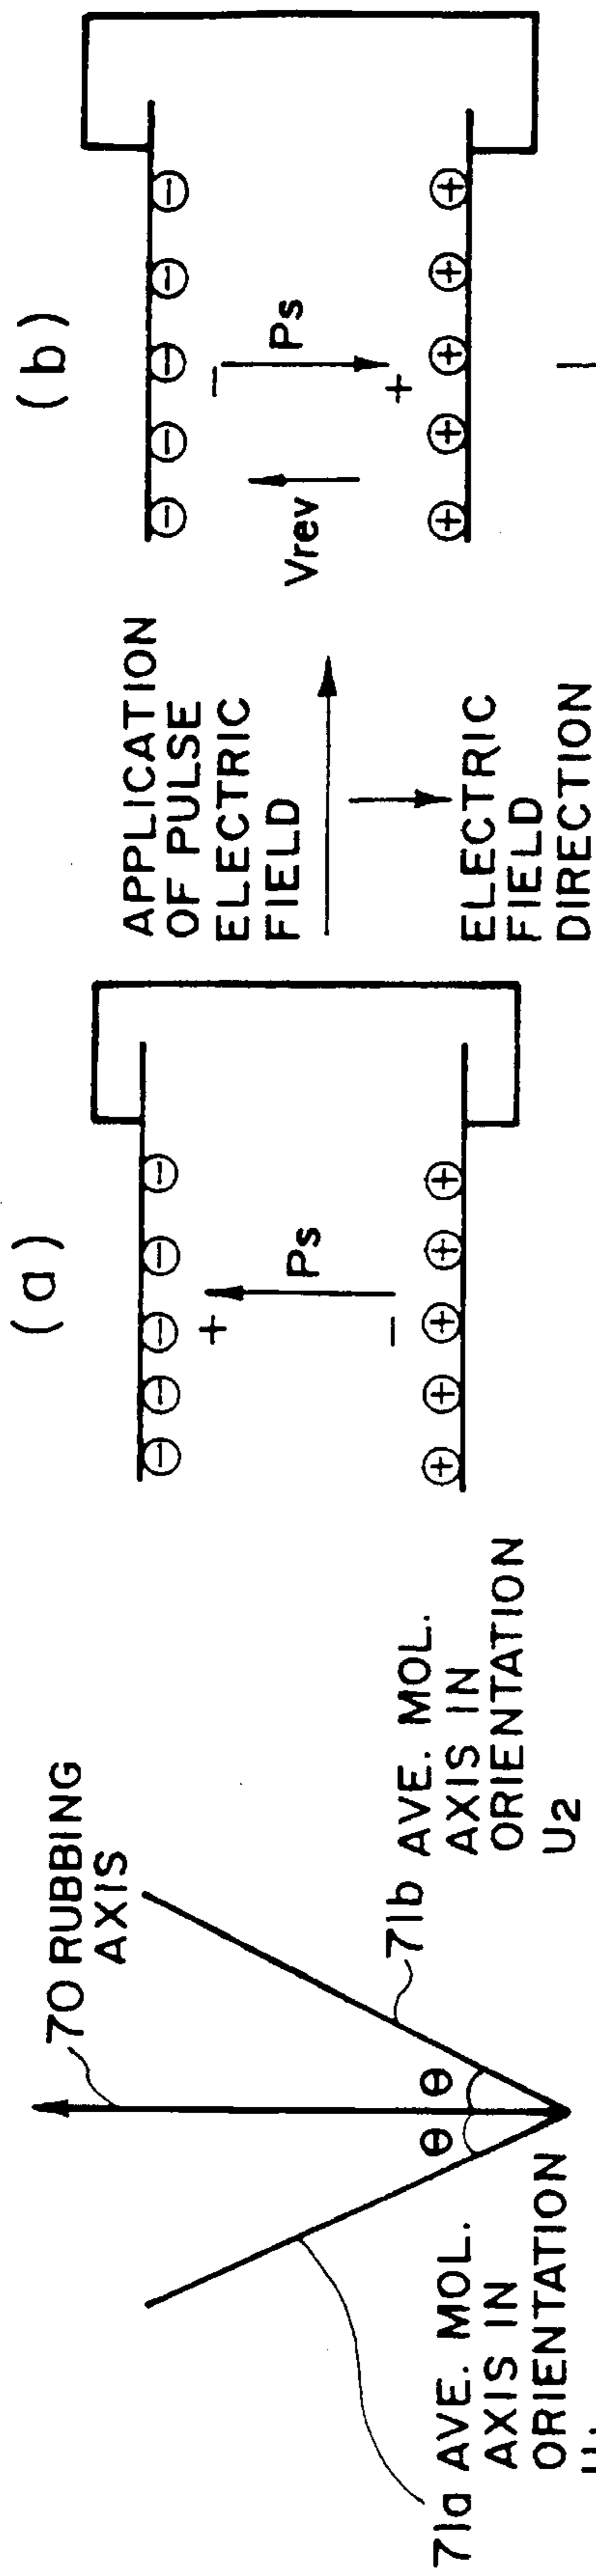 70 RUBBING
AXIS
θ θ
71a AVE. MOL.
AXIS IN
ORIENTATION
71b AVE. MOL.
AXIS IN
ORIENTATION
U2
(a)
⊖ ⊖ ⊖ ⊖ ⊖
+
Ps
−
⊕ ⊕ ⊕ ⊕ ⊕
APPLICATION
OF PULSE
ELECTRIC
FIELD
ELECTRIC
FIELD
DIRECTION
(b)
⊖ ⊖ ⊖ ⊖ ⊖
−
Vrev
Ps
+
⊕ ⊕ ⊕ ⊕ ⊕